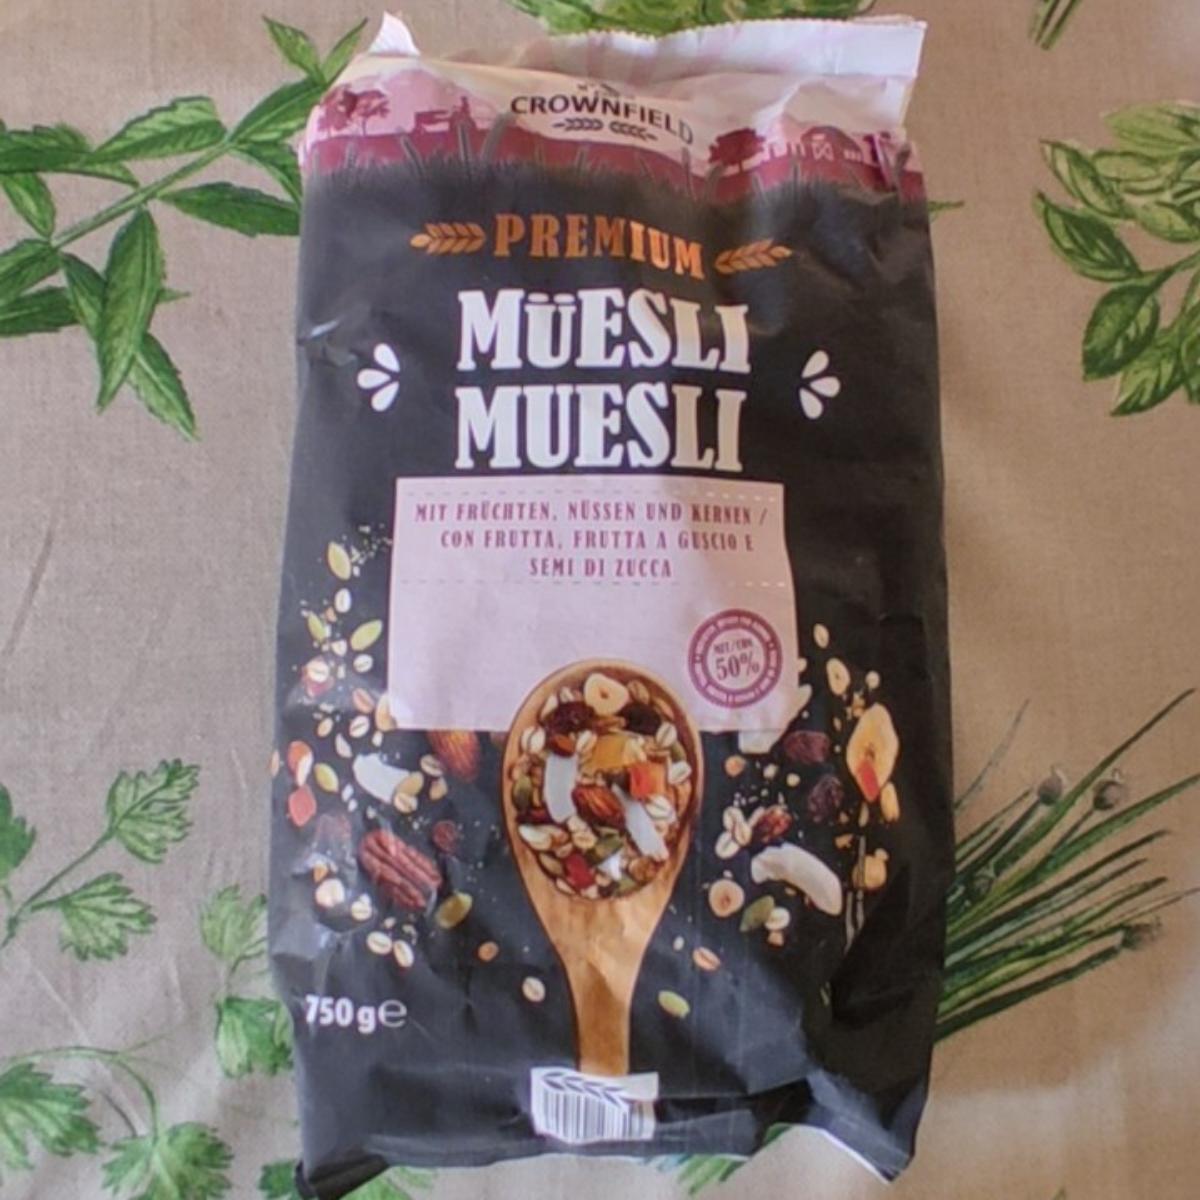 CROWNFIELD
PREMIUM
MÜESLI
MUESLI
MIT FRÜCHTEN, NÜSSEN UND KERNEN /
CON FRUTTA, FRUTTA A GUSCIO E
SEMI DI ZUCCA
MIT/CON
50%
750 g e